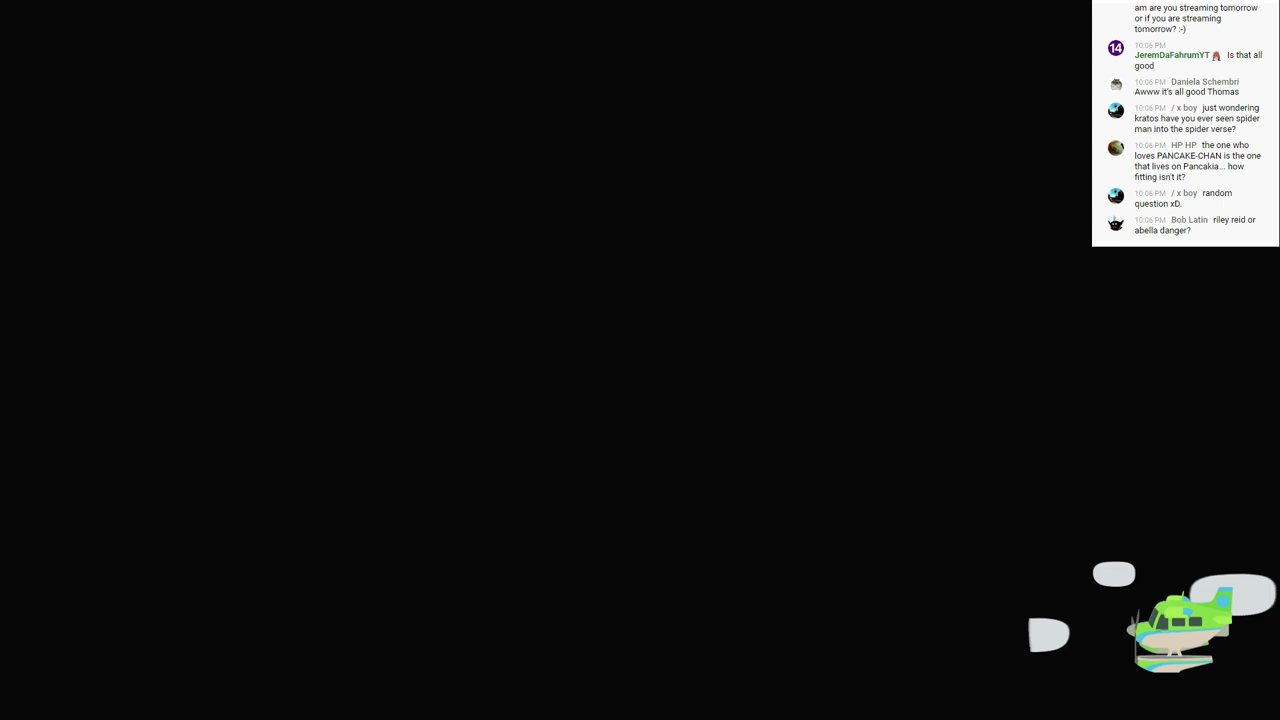 am are you streaming tomorrow
or if you are streaming
tomorrow? :-)
14
10:06 PM
JeremDaFahrumYT Is that all
good
10:06 PM Daniela Schembri
Awww it's all good Thomas
10:06 PM / x boy just wondering
kratos have you ever seen spider
man into the spider verse?
10:06 PM HP HP the one who
loves PANCAKE-CHAN is the one
that lives on Pancakia... how
fitting isn't it?
10:06 PM / x boy random
question xD.
10:06 PM Bob Latin riley reid or
abella danger?